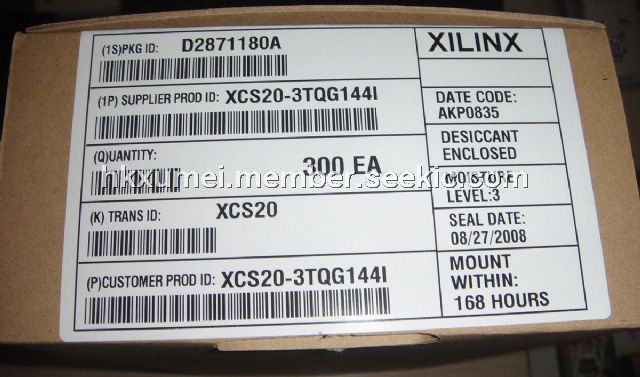 (1S)PKG ID: D2871180A
XILINX
(1P) SUPPLIER PROD ID: XCS20-3TQG144I
DATE CODE:
AKP0835
(Q)UANTITY: 300 EA
DESICCANT
ENCLOSED
hkxumei.member.seekic.com
MOISTURE
LEVEL:3
(K) TRANS ID: XCS20
SEAL DATE:
08/27/2008
(P)CUSTOMER PROD ID: XCS20-3TQG144I
MOUNT
WITHIN:
168 HOURS